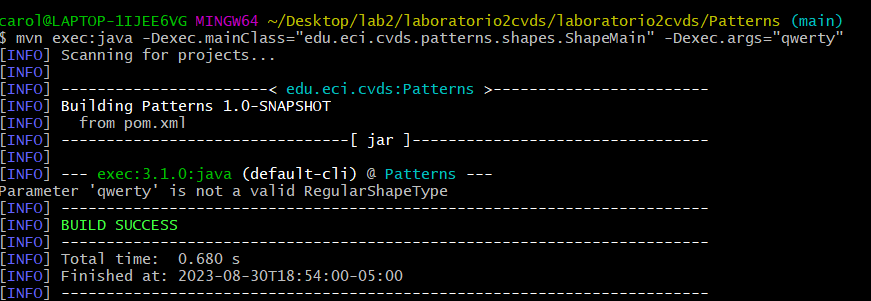 carol@LAPTOP-1IJEE6VG MINGW64 ~/Desktop/lab2/laboratorio2cvds/laboratorio2cvds/Patterns (main)
$ mvn exec:java -Dexec.mainClass="edu.eci.cvds.patterns.shapes.ShapeMain" -Dexec.args="qwerty"
[INFO] Scanning for projects...
[INFO]
[INFO] -----------------------< edu.eci.cvds:Patterns >------------------------
[INFO] Building Patterns 1.0-SNAPSHOT
[INFO]   from pom.xml
[INFO] --------------------------------[ jar ]---------------------------------
[INFO]
[INFO] --- exec:3.1.0:java (default-cli) @ Patterns ---
Parameter 'qwerty' is not a valid RegularShapeType
[INFO] ------------------------------------------------------------------------
[INFO] BUILD SUCCESS
[INFO] ------------------------------------------------------------------------
[INFO] Total time:  0.680 s
[INFO] Finished at: 2023-08-30T18:54:00-05:00
[INFO] ------------------------------------------------------------------------